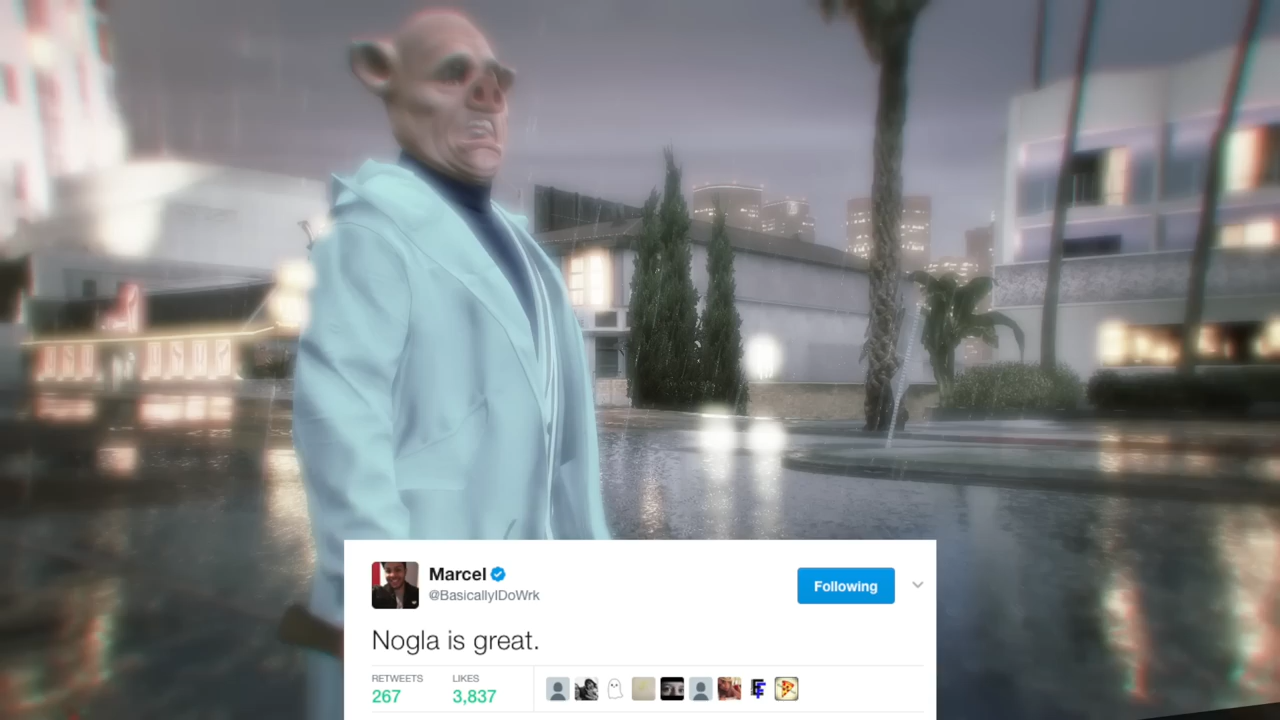 Marcel
@BasicallyIDoWrk
Following
Nogla is great.
RETWEETS LIKES
267 3,837